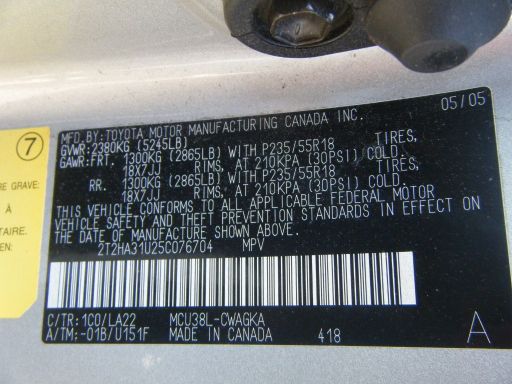 7
RE GRAVE:
À
TAIRE.
EN:
MFD. BY: TOYOTA MOTOR MANUFACTURING CANADA INC. 05/05
GVWR: 2380KG (5245LB)
GAWR: FRT. 1300KG (2865LB) WITH P235/55R18 TIRES,
18X7JJ RIMS, AT 210KPA (30PSI) COLD.
RR. 1300KG (2865LB) WITH P235/55R18 TIRES,
18X7JJ RIMS, AT 210KPA (30PSI) COLD.
THIS VEHICLE CONFORMS TO ALL APPLICABLE FEDERAL MOTOR
VEHICLE SAFETY AND THEFT PREVENTION STANDARDS IN EFFECT ON
THE DATE OF MANUFACTURE SHOWN ABOVE.
2T2HA31U25C076704 MPV
C/TR: 1C0/LA22 MCU38L-CWAGKA
A/TM: -01B/U151F MADE IN CANADA 418 A